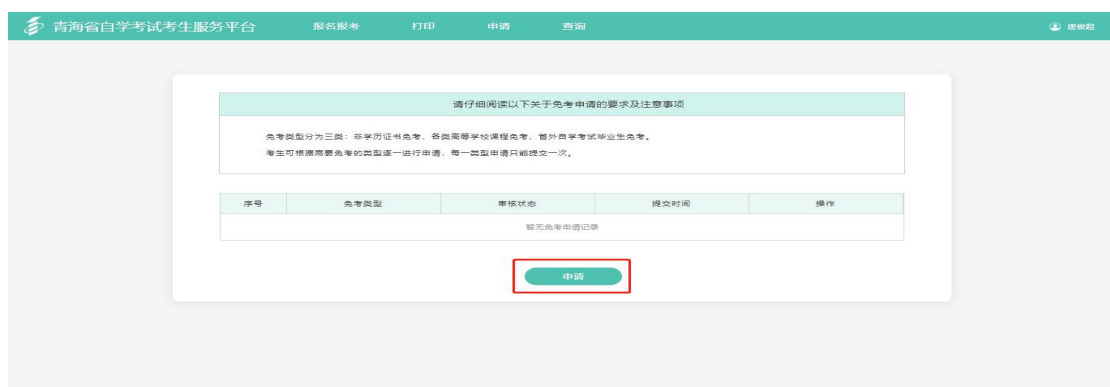 青海省自学考试考生服务平台 报名报考 打印 申请 查询 唐俊超
请仔细阅读以下关于免考申请的要求及注意事项
免考类型分为三类：非学历证书免考、各类高等学校课程免考、省外自学考试毕业生免考。
考生可根据需要免考的类型逐一进行申请，每一类型申请只能提交一次。
序号 免考类型 审核状态 提交时间 操作
暂无免考申请记录
申请